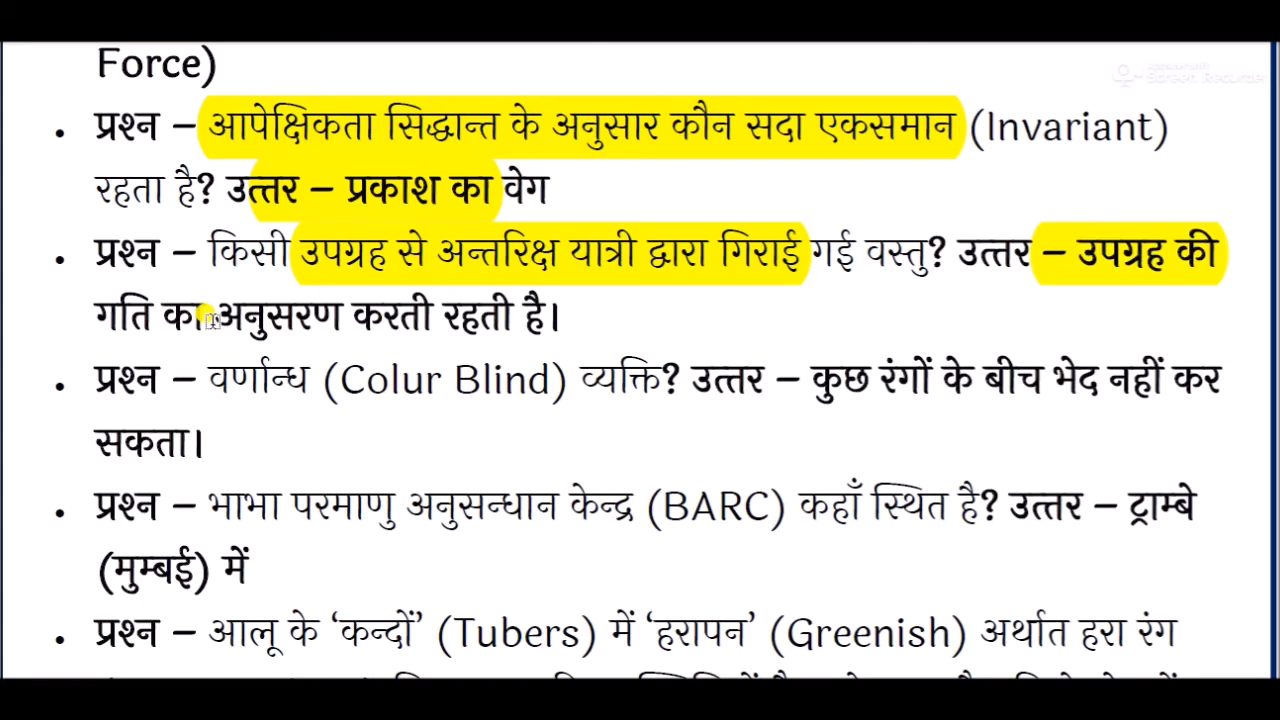 Force)
Screen Recorder
• प्रश्न – आपेक्षिकता सिद्धान्त के अनुसार कौन सदा एकसमान (Invariant)
रहता है? उत्तर – प्रकाश का वेग
• प्रश्न – किसी उपग्रह से अन्तरिक्ष यात्री द्वारा गिराई गई वस्तु? उत्तर – उपग्रह की
गति का अनुसरण करती रहती है।
• प्रश्न – वर्णान्ध (Colur Blind) व्यक्ति? उत्तर – कुछ रंगों के बीच भेद नहीं कर
सकता।
• प्रश्न – भाभा परमाणु अनुसन्धान केन्द्र (BARC) कहाँ स्थित है? उत्तर – ट्राम्बे
(मुम्बई) में
• प्रश्न – आलू के ‘कन्दों’ (Tubers) में ‘हरापन’ (Greenish) अर्थात हरा रंग